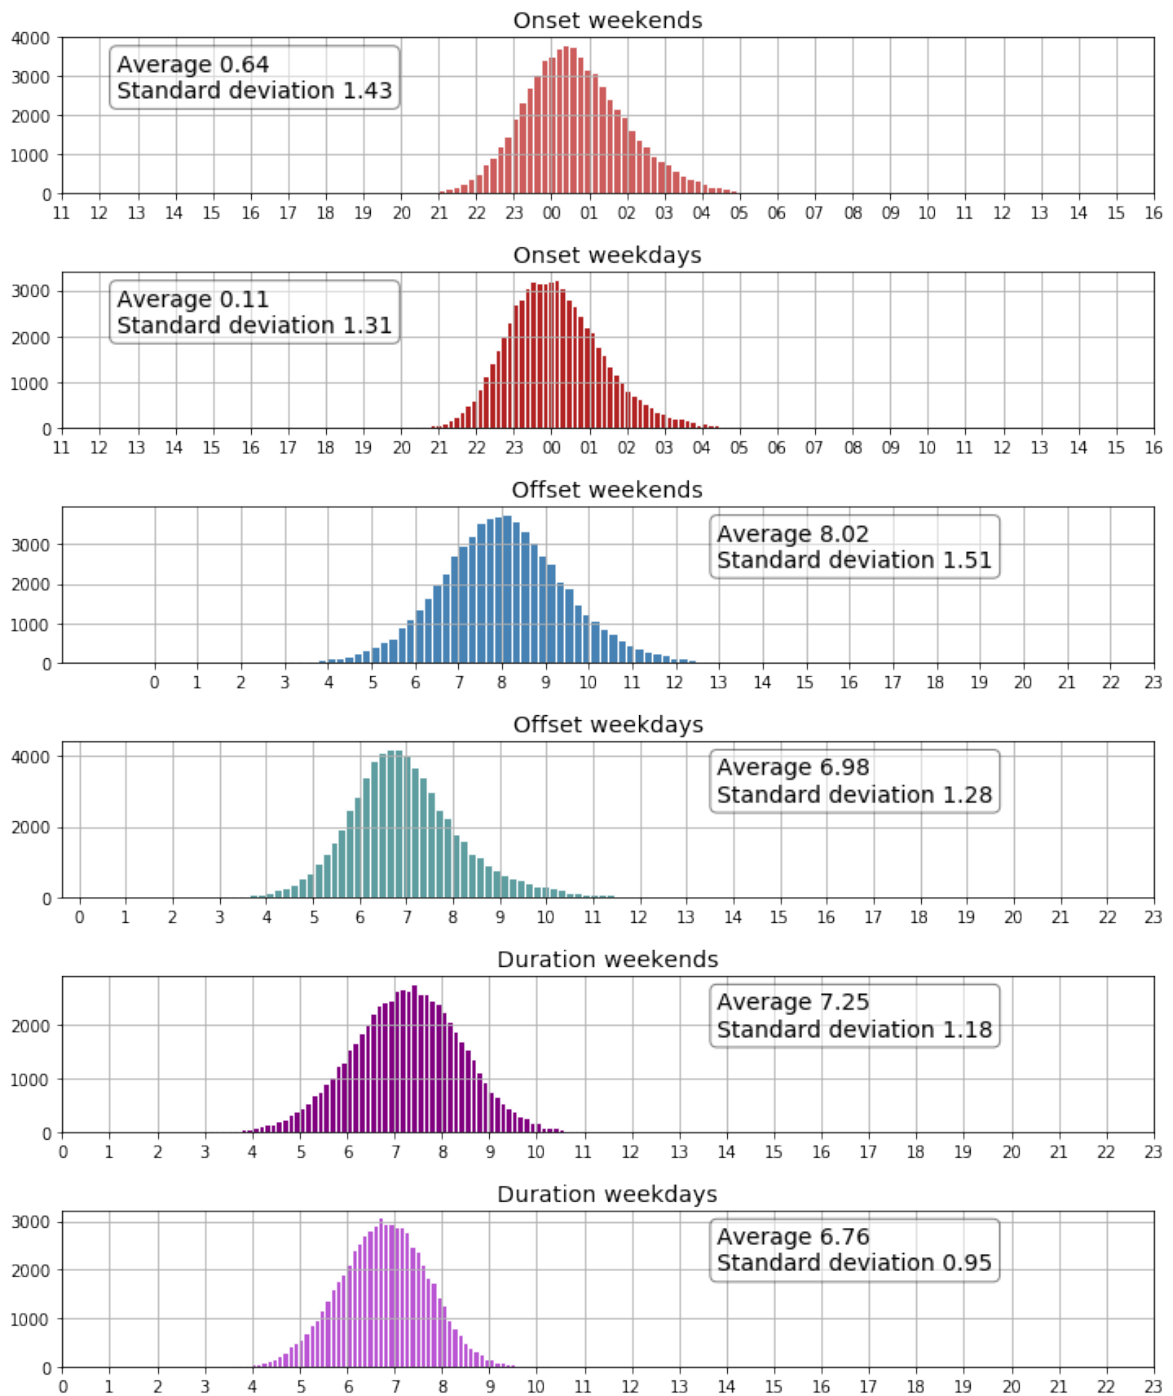 Onset weekends
4000
3000
2000
1000
0
Average 0.64
Standard deviation 1.43
11 12 13 14 15 16 17 18 19 20 21 22 23 00 01 02 03 04 05 06 07 08 09 10 11 12 13 14 15 16
Onset weekdays
3000
2000
1000
0
Average 0.11
Standard deviation 1.31
11 12 13 14 15 16 17 18 19 20 21 22 23 00 01 02 03 04 05 06 07 08 09 10 11 12 13 14 15 16
Offset weekends
3000
2000
1000
0
Average 8.02
Standard deviation 1.51
0 1 2 3 4 5 6 7 8 9 10 11 12 13 14 15 16 17 18 19 20 21 22 23
Offset weekdays
4000
2000
0
Average 6.98
Standard deviation 1.28
0 1 2 3 4 5 6 7 8 9 10 11 12 13 14 15 16 17 18 19 20 21 22 23
Duration weekends
2000
1000
0
Average 7.25
Standard deviation 1.18
0 1 2 3 4 5 6 7 8 9 10 11 12 13 14 15 16 17 18 19 20 21 22 23
Duration weekdays
3000
2000
1000
0
Average 6.76
Standard deviation 0.95
0 1 2 3 4 5 6 7 8 9 10 11 12 13 14 15 16 17 18 19 20 21 22 23